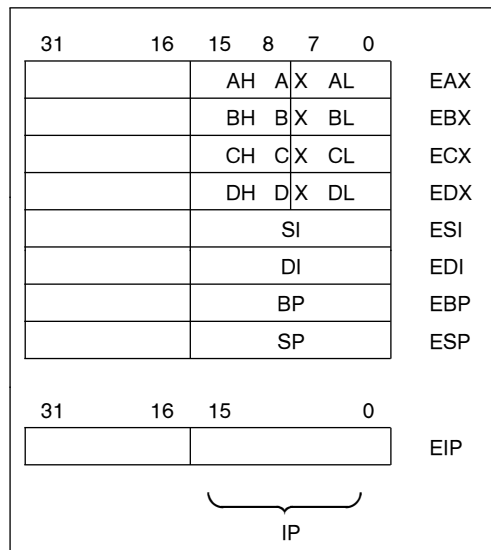 31 16 15 8 7 0
AH A X AL EAX
BH B X BL EBX
CH C X CL ECX
DH D X DL EDX
SI ESI
DI EDI
BP EBP
SP ESP
31 16 15 0
EIP
IP